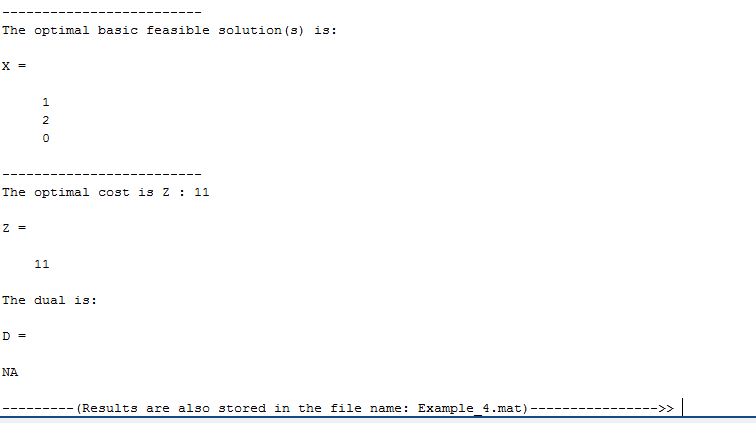 -------------------------
The optimal basic feasible solution(s) is:
X =
1
2
0
-------------------------
The optimal cost is Z : 11
Z =
11
The dual is:
D =
NA
---------(Results are also stored in the file name: Example_4.mat)---------------->>